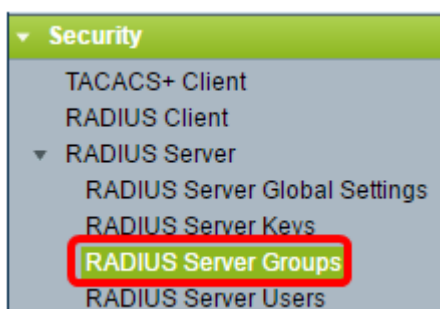 Security
TACACS+ Client
RADIUS Client
RADIUS Server
RADIUS Server Global Settings
RADIUS Server Keys
RADIUS Server Groups
RADIUS Server Users